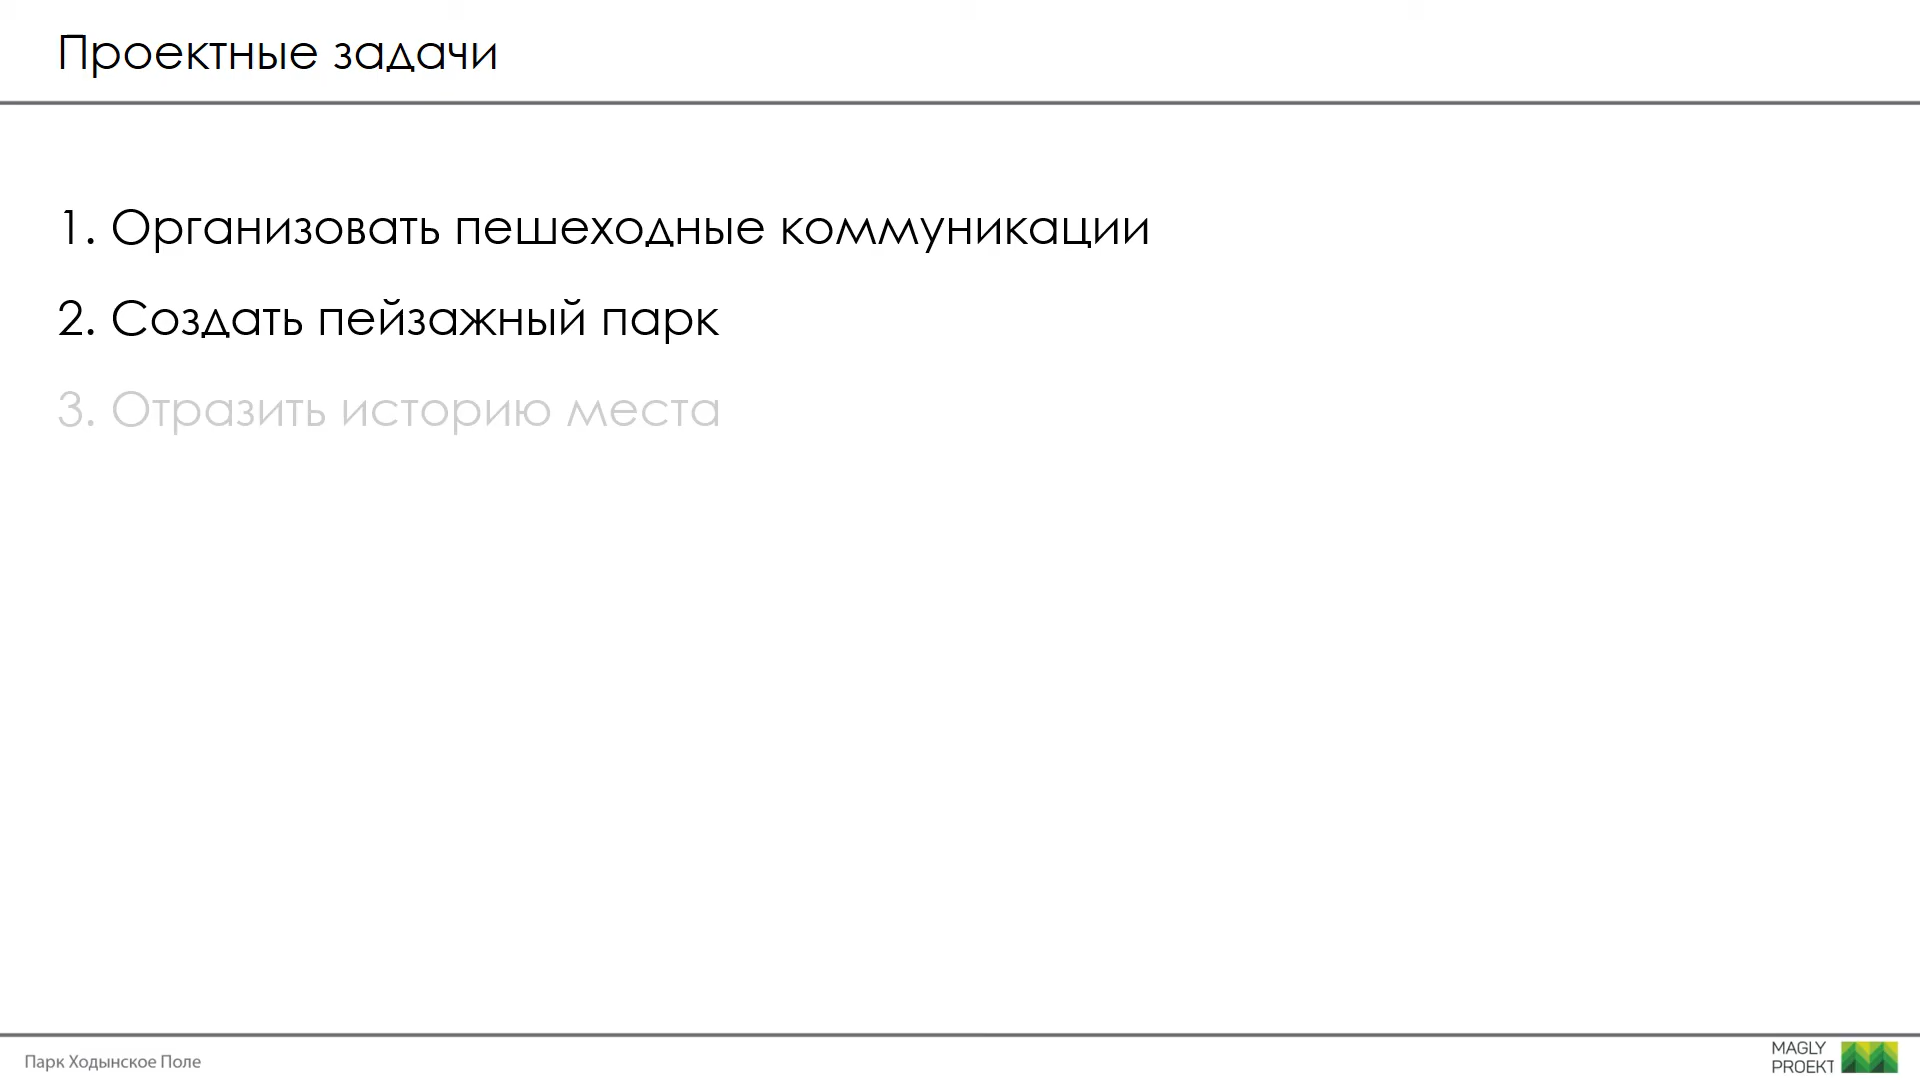 Проектные задачи
1. Организовать пешеходные коммуникации
2. Создать пейзажный парк
3. Отразить историю места
Парк Ходынское Поле
MAGLY
PROEKT